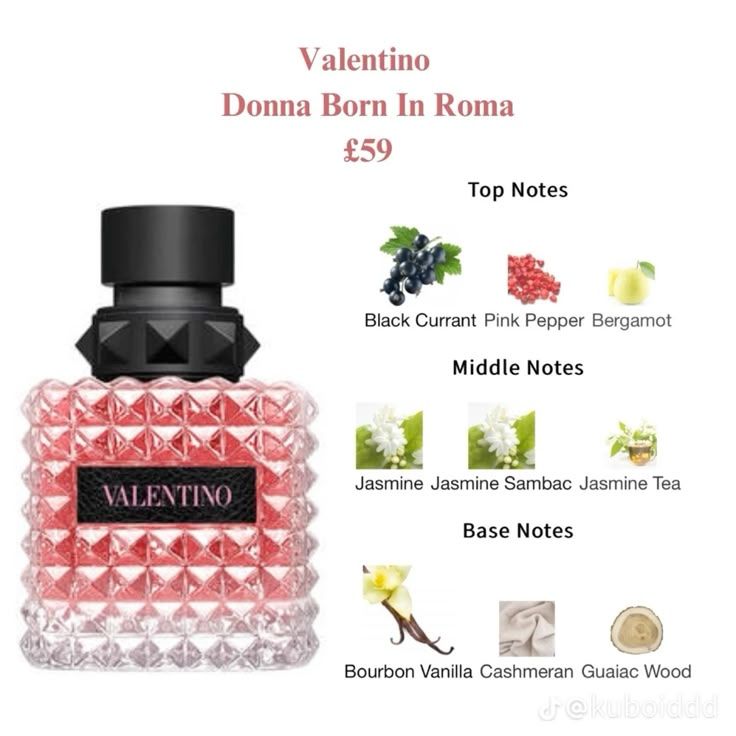 Valentino
Donna Born In Roma
£59
Top Notes
Black Currant Pink Pepper Bergamot
Middle Notes
Jasmine Jasmine Sambac Jasmine Tea
VALENTINO
Base Notes
Bourbon Vanilla Cashmeran Guaiac Wood
@kuboiddd